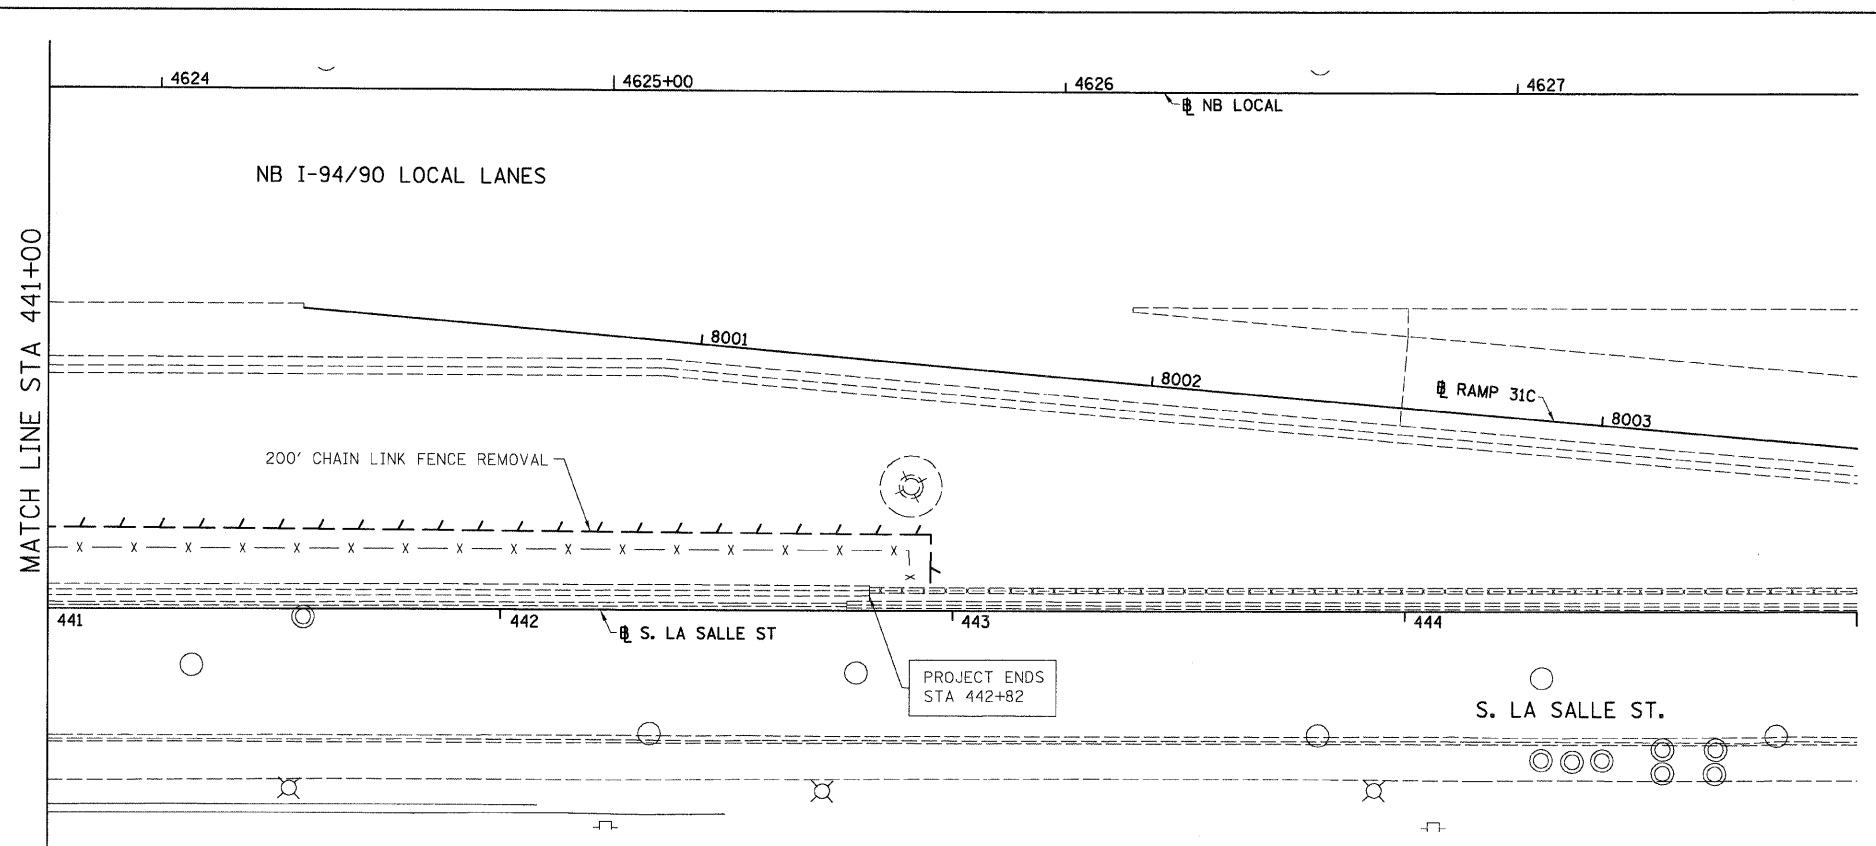 4624
4625+00
4626
4627
℄ NB LOCAL
NB I-94/90 LOCAL LANES
MATCH LINE STA 441+00
8001
8002
℄ RAMP 31C
8003
200' CHAIN LINK FENCE REMOVAL
X X X X X X X X X X X X X X X X
X
441
442
443
444
℄ S. LA SALLE ST
PROJECT ENDS
STA 442+82
S. LA SALLE ST.